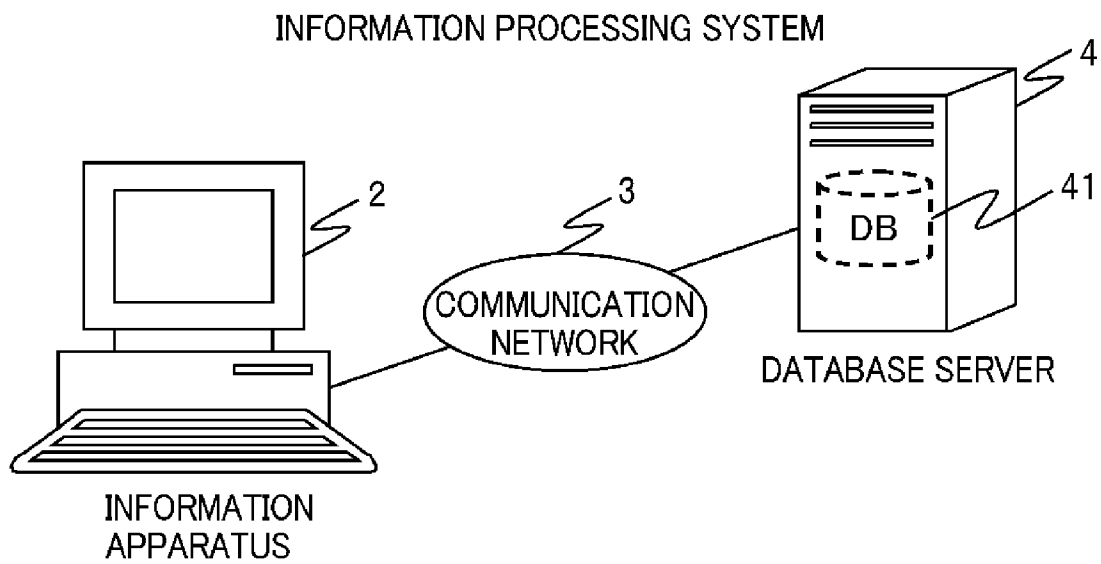 INFORMATION PROCESSING SYSTEM
4
2
3
41
DB
COMMUNICATION
NETWORK
DATABASE SERVER
INFORMATION
APPARATUS